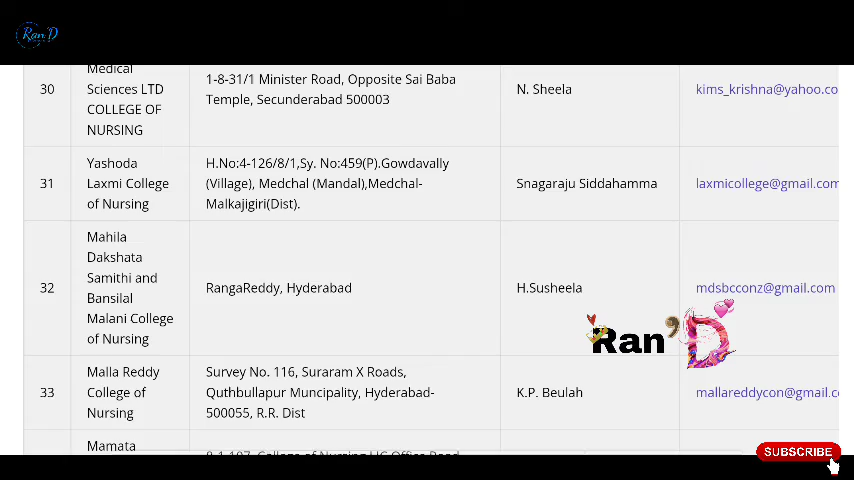 Ran D
Medical
Sciences LTD
COLLEGE OF
NURSING
30
1-8-31/1 Minister Road, Opposite Sai Baba
Temple, Secunderabad 500003
N. Sheela
kims_krishna@yahoo.co
31
Yashoda
Laxmi College
of Nursing
H.No:4-126/8/1,Sy. No:459(P).Gowdavally
(Village), Medchal (Mandal),Medchal-
Malkajigiri(Dist).
Snagaraju Siddahamma
laxmicollege@gmail.com
32
Mahila
Dakshata
Samithi and
Bansilal
Malani College
of Nursing
RangaReddy, Hyderabad
H.Susheela
mdsbcconz@gmail.com
Ran'D
33
Malla Reddy
College of
Nursing
Survey No. 116, Suraram X Roads,
Quthbullapur Muncipality, Hyderabad-
500055, R.R. Dist
K.P. Beulah
mallareddycon@gmail.c
Mamata
SUBSCRIBE